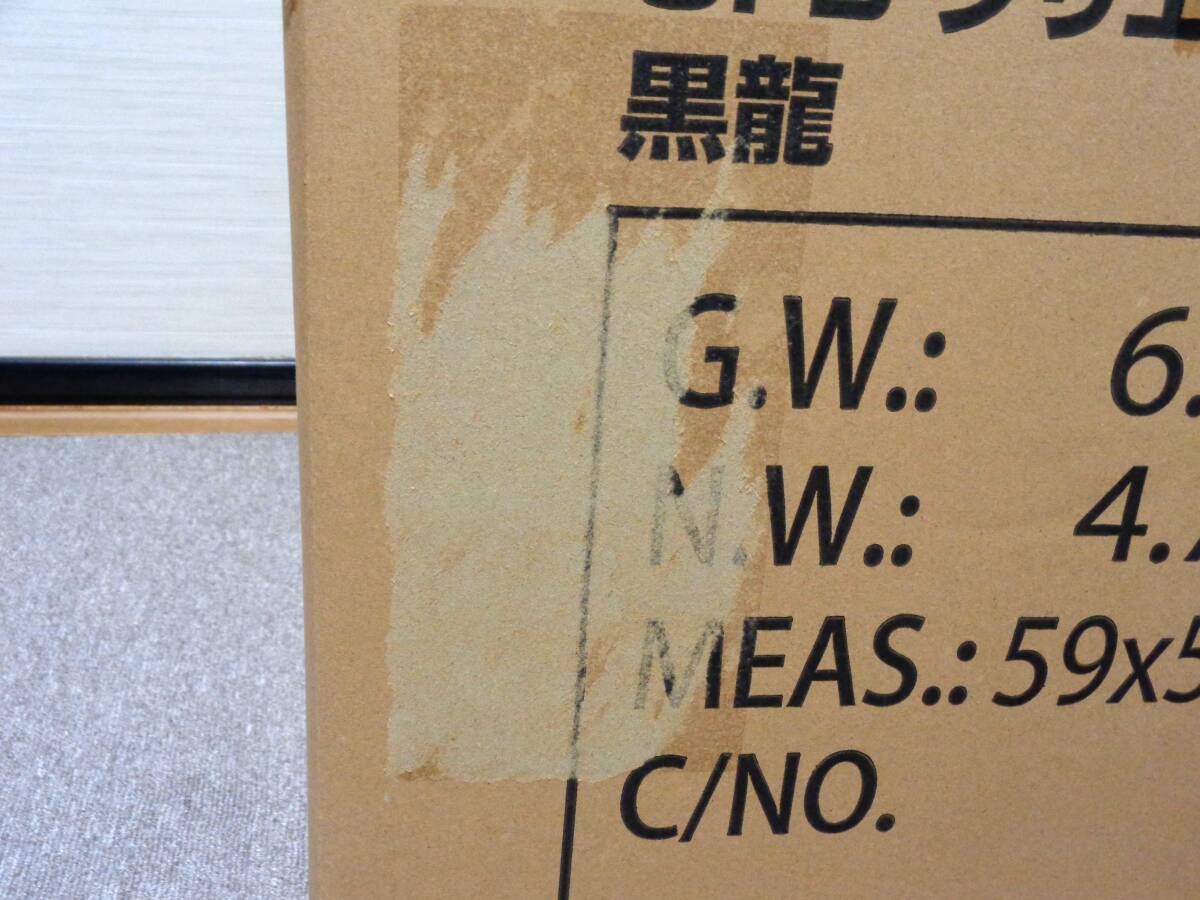 黒龍
G.W.: 6.
N.W.: 4.
MEAS.: 59x5
C/NO.